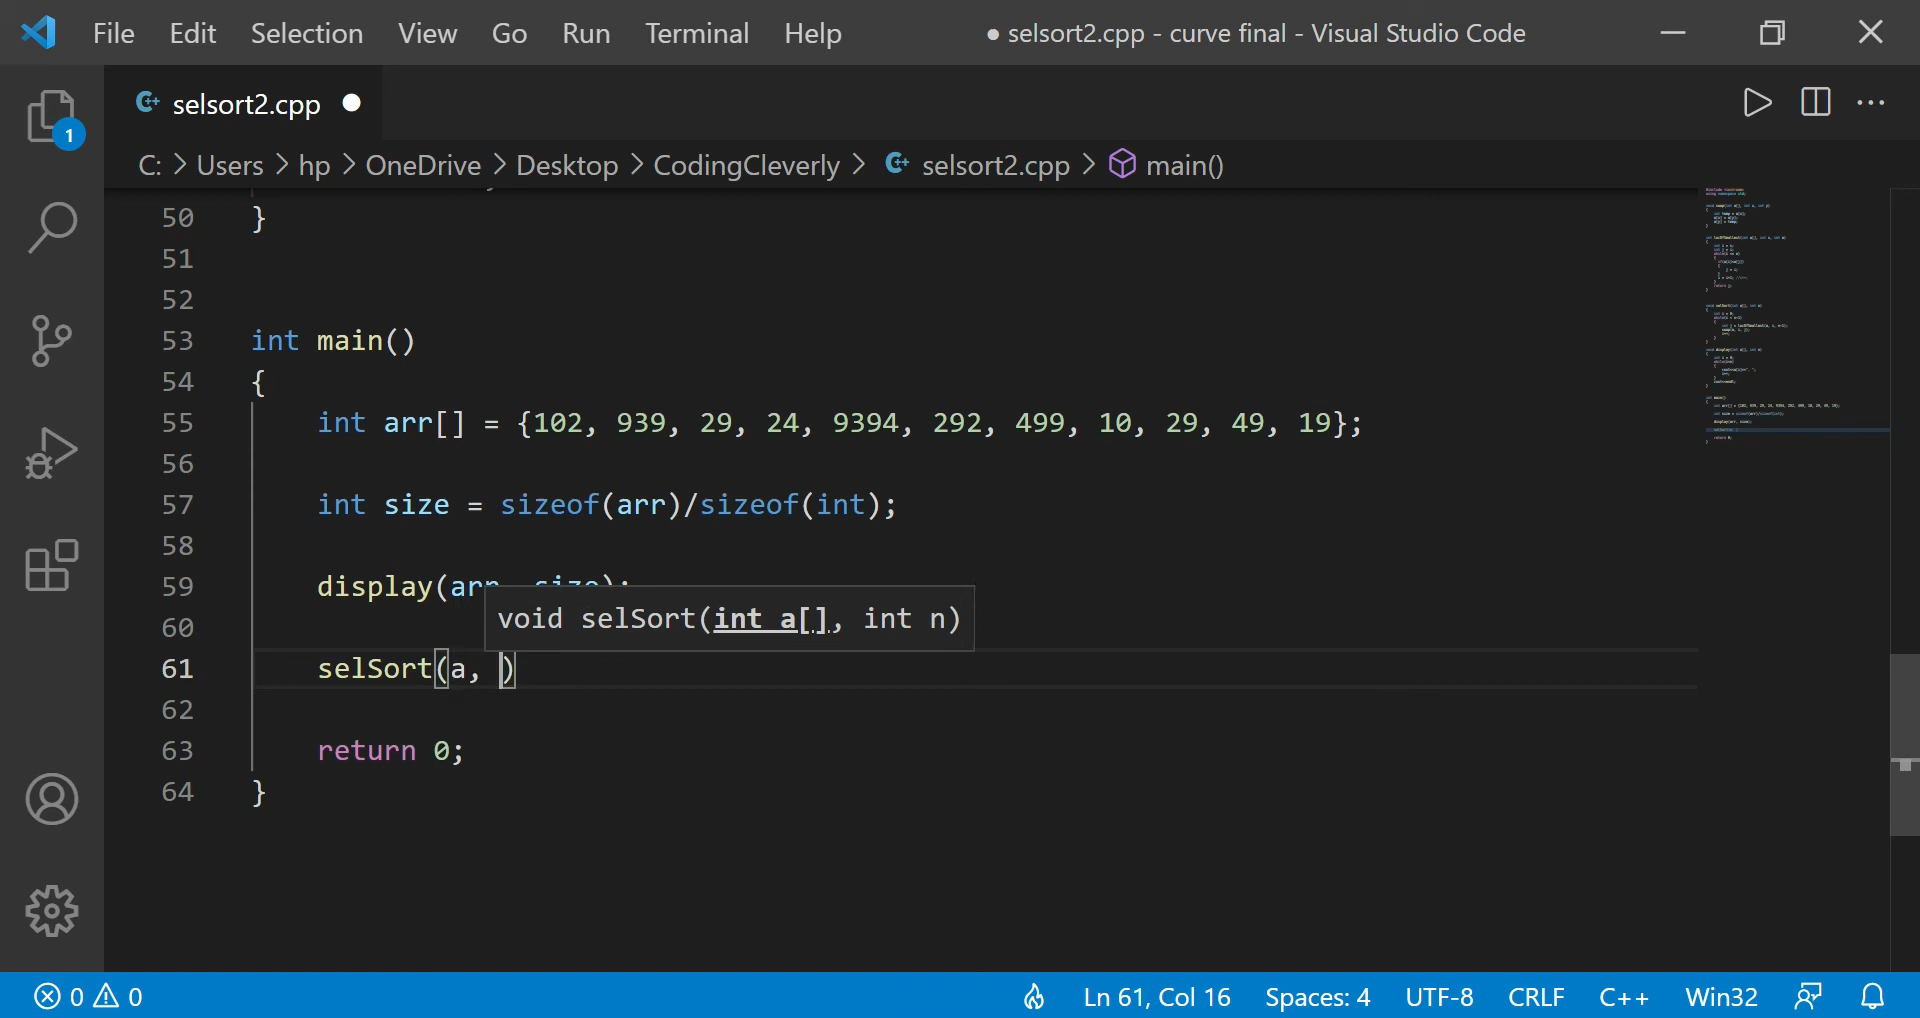 File Edit Selection View Go Run Terminal Help ● selsort2.cpp - curve final - Visual Studio Code
selsort2.cpp
1
C: > Users > hp > OneDrive > Desktop > CodingCleverly > selsort2.cpp > main()
50 }
51
52
53 int main()
54 {
55 int arr[] = {102, 939, 29, 24, 9394, 292, 499, 10, 29, 49, 19};
56
57 int size = sizeof(arr)/sizeof(int);
58
59 display(arr, size);
void selSort(int a[], int n)
60
61 selSort(a, )
62
63 return 0;
64 }
0 0 Ln 61, Col 16 Spaces: 4 UTF-8 CRLF C++ Win32